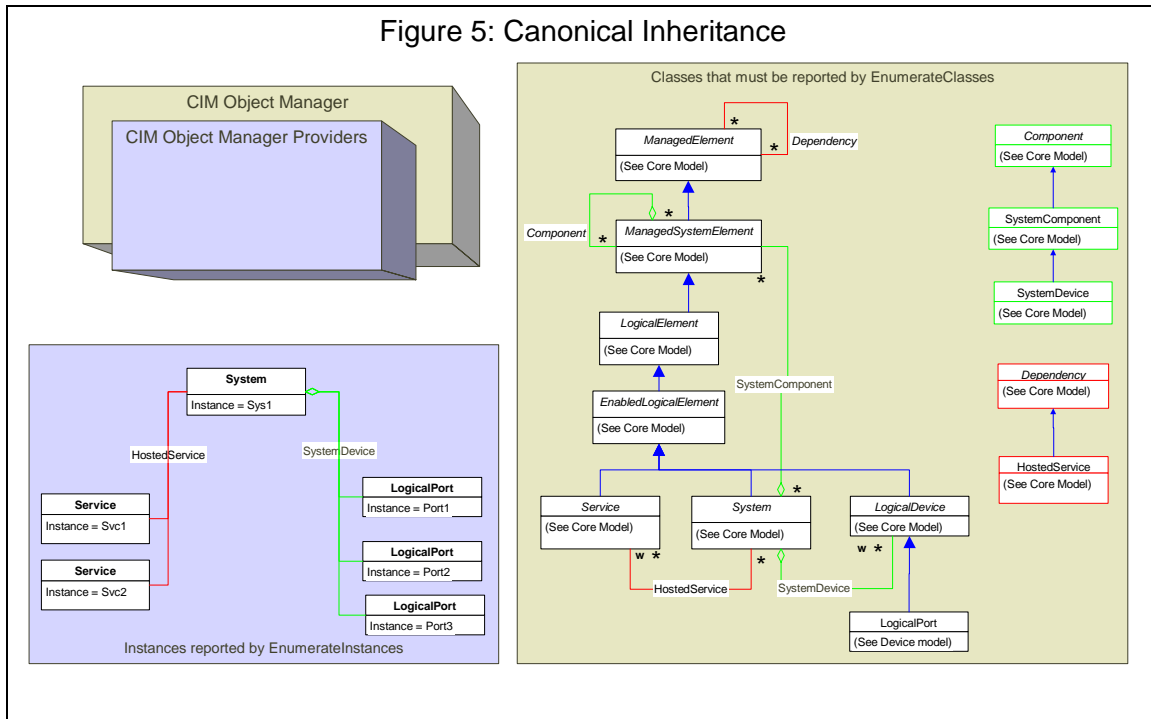 Figure 5: Canonical Inheritance
CIM Object Manager
CIM Object Manager Providers
System
Instance = Sys1
HostedService
SystemDevice
Service
Instance = Svc1
Service
Instance = Svc2
LogicalPort
Instance = Port1
LogicalPort
Instance = Port2
LogicalPort
Instance = Port3
Instances reported by EnumerateInstances
Classes that must be reported by EnumerateClasses
ManagedElement
(See Core Model)
*
*
Dependency
ManagedSystemElement
(See Core Model)
*
*
Component
*
LogicalElement
(See Core Model)
SystemComponent
EnabledLogicalElement
(See Core Model)
Service
(See Core Model)
w *
System
(See Core Model)
*
*
LogicalDevice
(See Core Model)
w *
HostedService
SystemDevice
LogicalPort
(See Device model)
Component
(See Core Model)
SystemComponent
(See Core Model)
SystemDevice
(See Core Model)
Dependency
(See Core Model)
HostedService
(See Core Model)